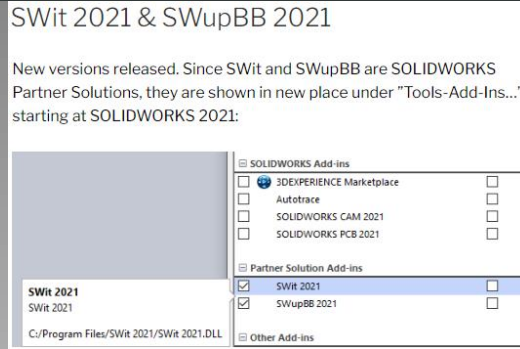 SWit 2021 & SWupBB 2021
New versions released. Since SWit and SWupBB are SOLIDWORKS
Partner Solutions, they are shown in new place under "Tools-Add-Ins..."
starting at SOLIDWORKS 2021:
SOLIDWORKS Add-ins
3DEXPERIENCE Marketplace
Autotrace
SOLIDWORKS CAM 2021
SOLIDWORKS PCB 2021
Partner Solution Add-ins
SWit 2021
SWupBB 2021
Other Add-ins
SWit 2021
SWit 2021
C:/Program Files/SWit 2021/SWit 2021.DLL